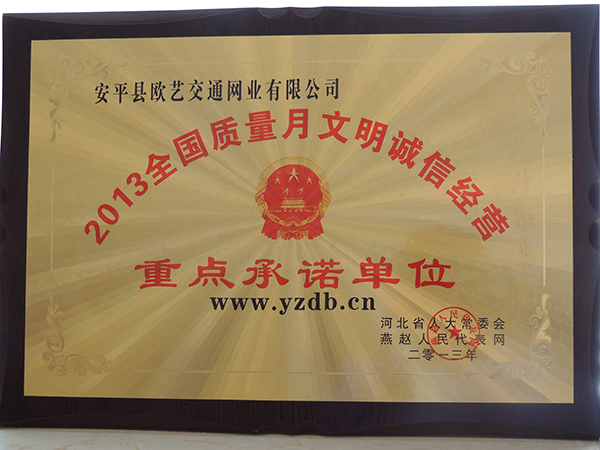 安平县欧艺交通网业有限公司
2013全国质量月文明诚信经营
重点承诺单位
www.yzdb.cn
河北省人大常委会
燕赵人民代表网
二零一三年